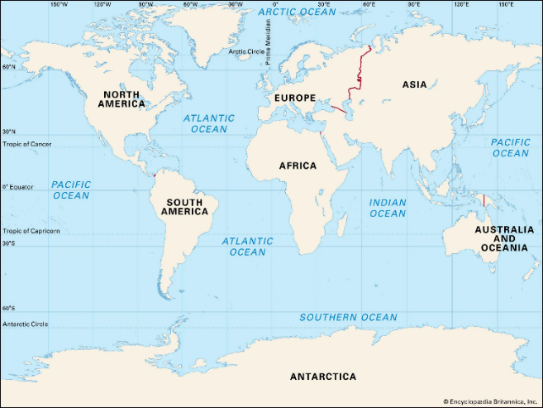 150°W
120°W
90°W
60°W
30°W
0°
30°E
60°E
90°E
120°E
150°E
ARCTIC OCEAN
Prime Meridian
Arctic Circle
60°N
NORTH
AMERICA
EUROPE
ASIA
ATLANTIC
OCEAN
30°N
Tropic of Cancer
PACIFIC
OCEAN
AFRICA
PACIFIC
OCEAN
0° Equator
SOUTH
AMERICA
INDIAN
OCEAN
Tropic of Capricorn
30°S
ATLANTIC
OCEAN
AUSTRALIA
AND
OCEANIA
60°S
Antarctic Circle
SOUTHERN OCEAN
ANTARCTICA
© Encyclopædia Britannica, Inc.